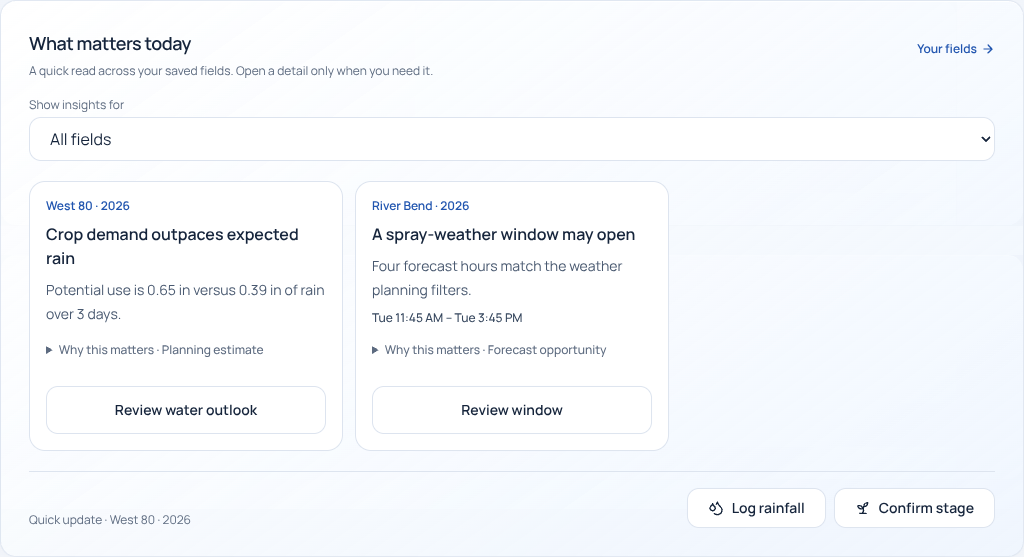 What matters today
Your fields →
A quick read across your saved fields. Open a detail only when you need it.
Show insights for
All fields
West 80 · 2026
Crop demand outpaces expected
rain
Potential use is 0.65 in versus 0.39 in of rain
over 3 days.
Why this matters · Planning estimate
Review water outlook
River Bend · 2026
A spray-weather window may open
Four forecast hours match the weather
planning filters.
Tue 11:45 AM – Tue 3:45 PM
Why this matters · Forecast opportunity
Review window
Quick update · West 80 · 2026
Log rainfall
Confirm stage